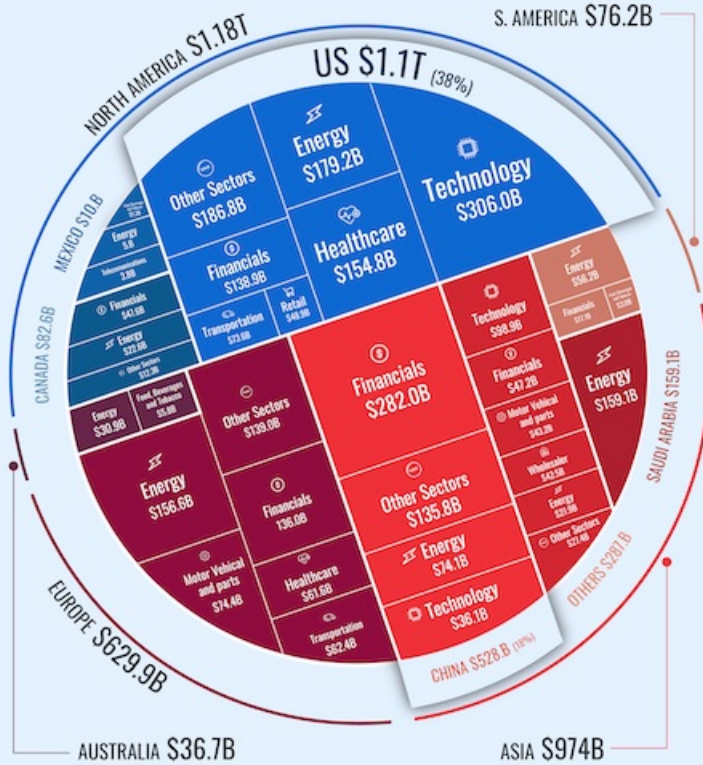 S. AMERICA $76.2B
NORTH AMERICA $1.18T
US $1.1T (38%)
Other Sectors
$186.8B
Energy
$179.2B
Technology
$306.0B
Financials
$138.9B
Healthcare
$154.8B
Transportation
$73.6B
Retail
$48.9B
MEXICO $10.B
Energy
5.B
Telecommunications
3.8B
CANADA $82.6B
Financials
$47.6B
Energy
$22.6B
Other Sectors
$12.3B
Energy
$56.2B
Financials
Technology
$98.9B
Financials
$47.2B
Motor Vehical
and parts
$43.2B
Wholesaler
$42.5B
Energy
$21.9B
Other Sectors
$27.4B
Energy
$159.1B
SAUDI ARABIA $159.1B
OTHERS $287.B
Financials
$282.0B
Other Sectors
$135.8B
Energy
$74.1B
Technology
$36.1B
CHINA $528.B (18%)
Energy
$30.9B
Food, Beverages
and Tobacco
$5.8B
Energy
$156.6B
Motor Vehical
and parts
$74.4B
Other Sectors
$139.0B
Financials
136.0B
Healthcare
$61.6B
Transportation
$62.4B
EUROPE $629.9B
AUSTRALIA $36.7B
ASIA $974B